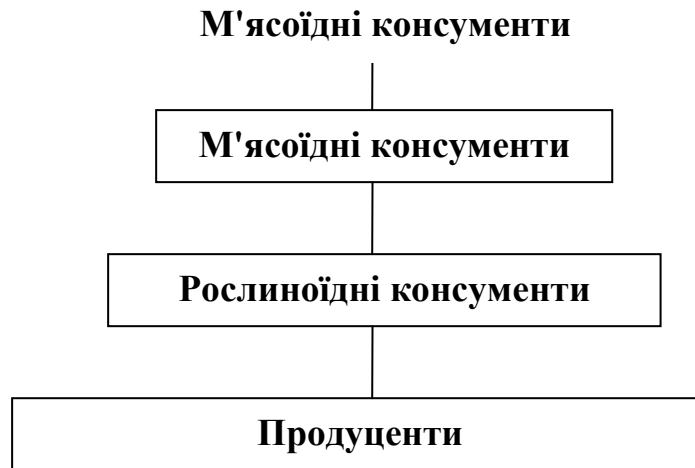 М'ясоїдні консументи
М'ясоїдні консументи
Рослиноїдні консументи
Продуценти